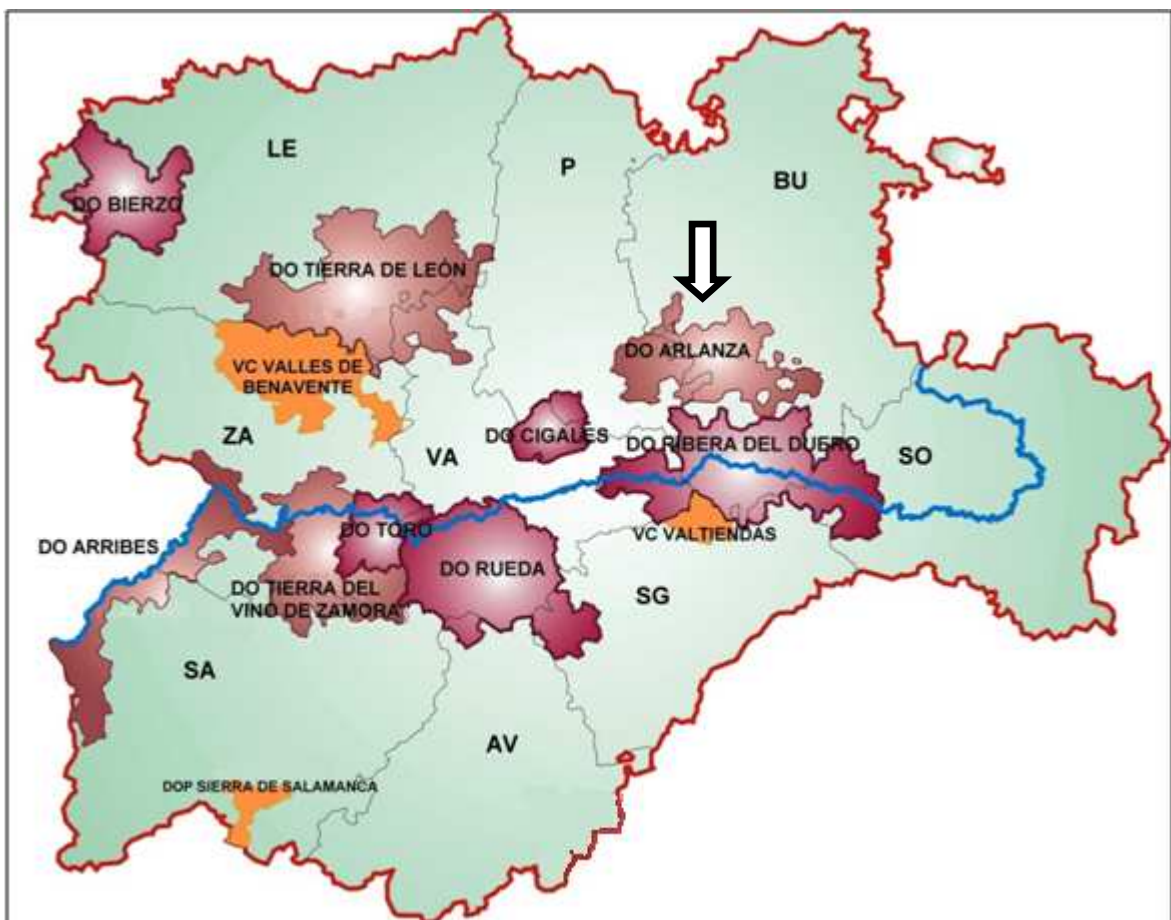 LE
P
BU
DO BIERZO
DO TIERRA DE LEÓN
DO ARLANZA
VC VALLES DE
BENAVENTE
ZA
VA
DO CIGALES
DO RIBERA DEL DUERO
SO
DO ARRIBES
DO TORO
VC VALTIENDAS
DO TIERRA DEL
VINO DE ZAMORA
DO RUEDA
SG
SA
AV
DOP SIERRA DE SALAMANCA